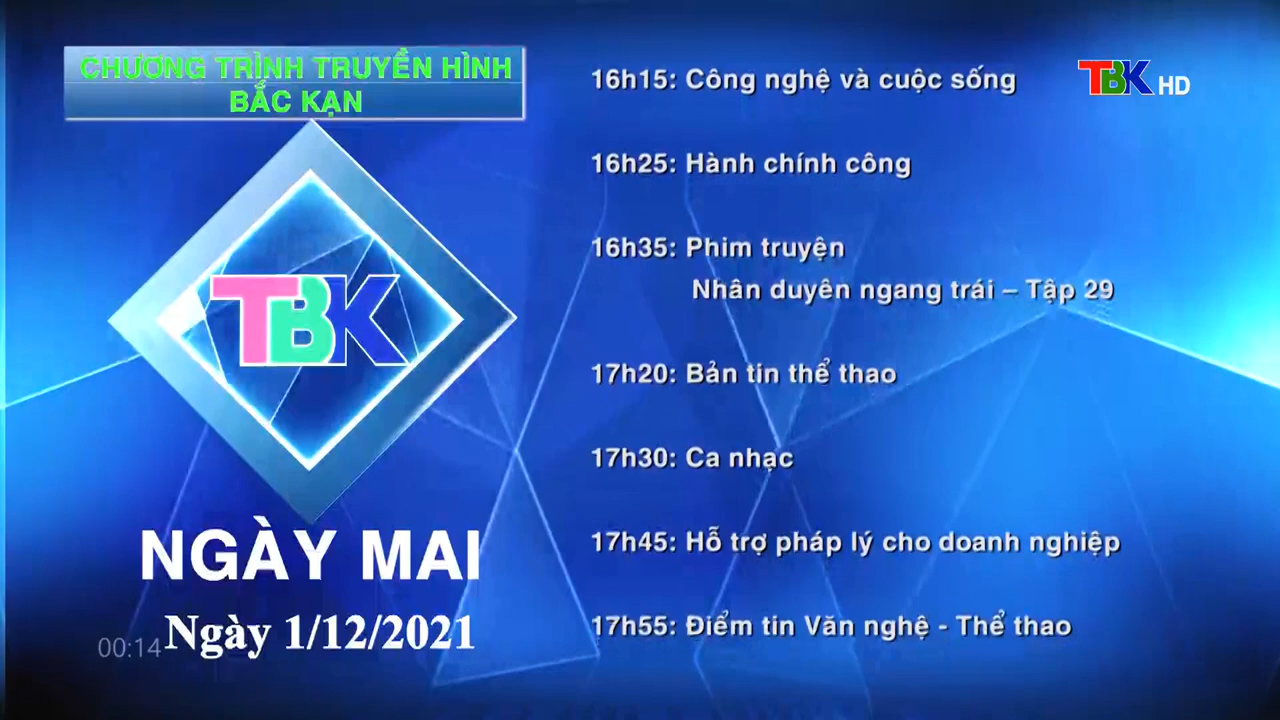 CHƯƠNG TRÌNH TRUYỀN HÌNH
BẮC KẠN
TBK
NGÀY MAI
Ngày 1/12/2021
00:14
16h15: Công nghệ và cuộc sống
16h25: Hành chính công
16h35: Phim truyện
Nhân duyên ngang trái – Tập 29
17h20: Bản tin thể thao
17h30: Ca nhạc
17h45: Hỗ trợ pháp lý cho doanh nghiệp
17h55: Điểm tin Văn nghệ - Thể thao
TBK HD